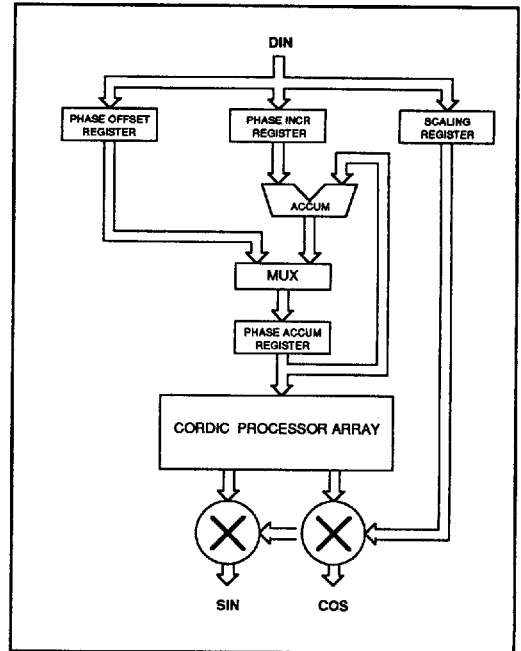 DIN
PHASE OFFSET
REGISTER
PHASE INCR
REGISTER
SCALING
REGISTER
ACCUM
MUX
PHASE ACCUM
REGISTER
CORDIC PROCESSOR ARRAY
SIN
COS